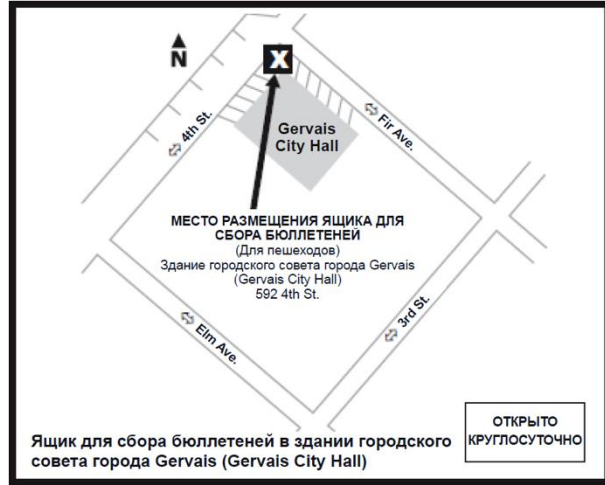 N
X
4th St.
Fir Ave.
Gervais
City Hall
МЕСТО РАЗМЕЩЕНИЯ ЯЩИКА ДЛЯ
СБОРА БЮЛЛЕТЕНЕЙ
(Для пешеходов)
Здание городского совета города Gervais
(Gervais City Hall)
592 4th St.
Elm Ave.
3rd St.
ОТКРЫТО
КРУГЛОСУТОЧНО
Ящик для сбора бюллетеней в здании городского
совета города Gervais (Gervais City Hall)